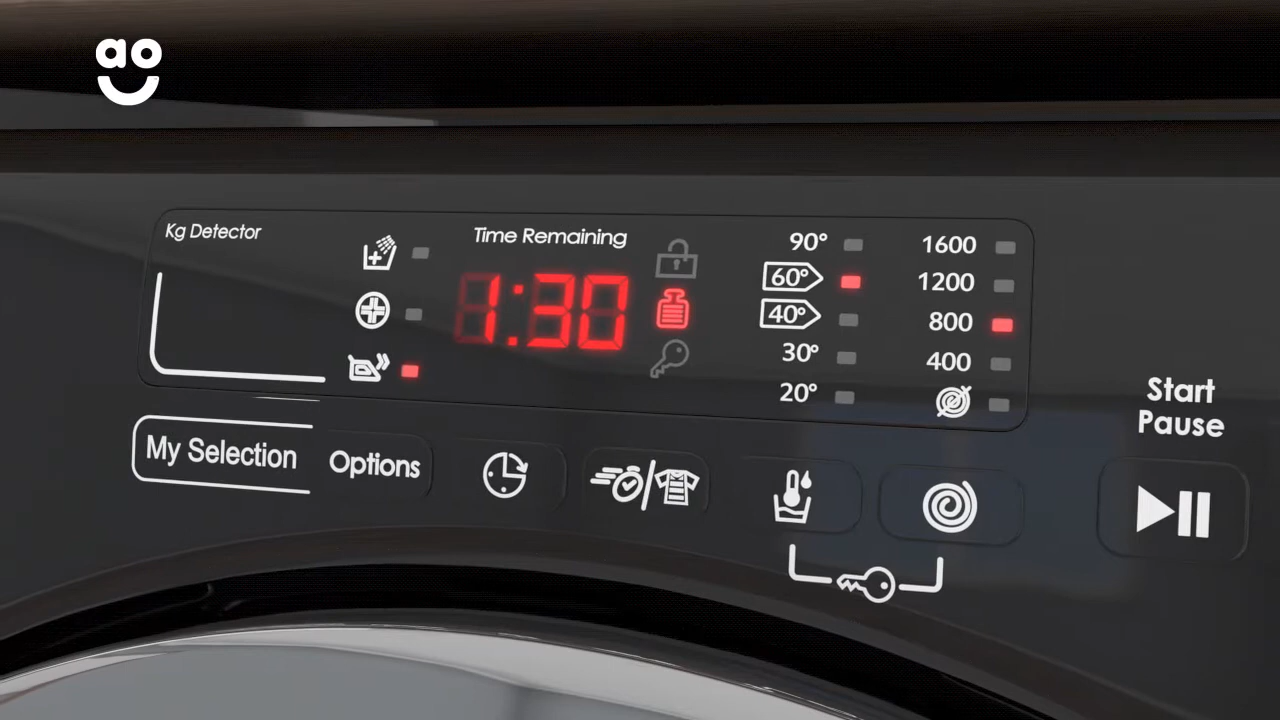 ao
Kg Detector
Time Remaining
1:30
90°
60°
40°
30°
20°
1600
1200
800
400
My Selection
Options
Start
Pause